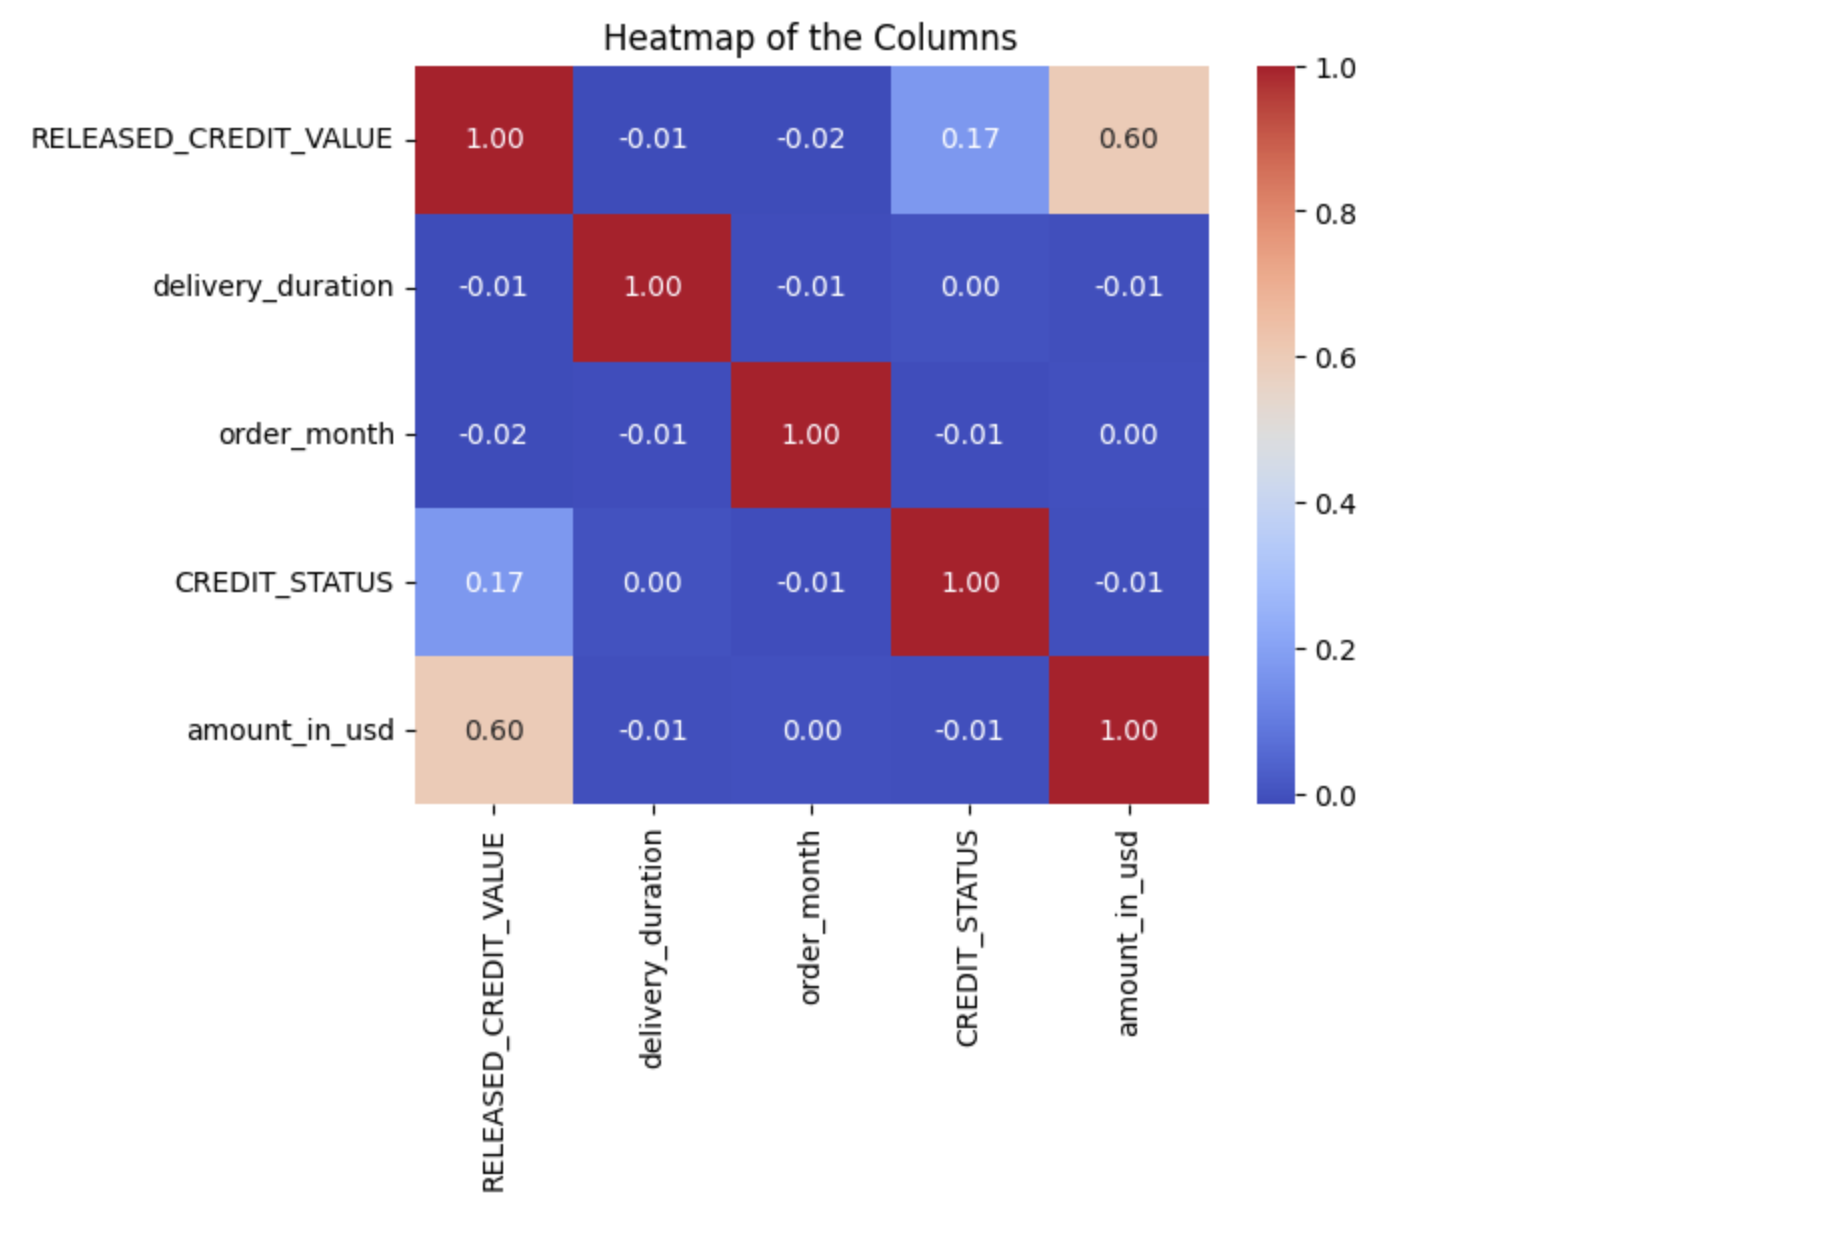 Heatmap of the Columns
RELEASED_CREDIT_VALUE 1.00 -0.01 -0.02 0.17 0.60
delivery_duration -0.01 1.00 -0.01 0.00 -0.01
order_month -0.02 -0.01 1.00 -0.01 0.00
CREDIT_STATUS 0.17 0.00 -0.01 1.00 -0.01
amount_in_usd 0.60 -0.01 0.00 -0.01 1.00
RELEASED_CREDIT_VALUE
delivery_duration
order_month
CREDIT_STATUS
amount_in_usd
1.0
0.8
0.6
0.4
0.2
0.0